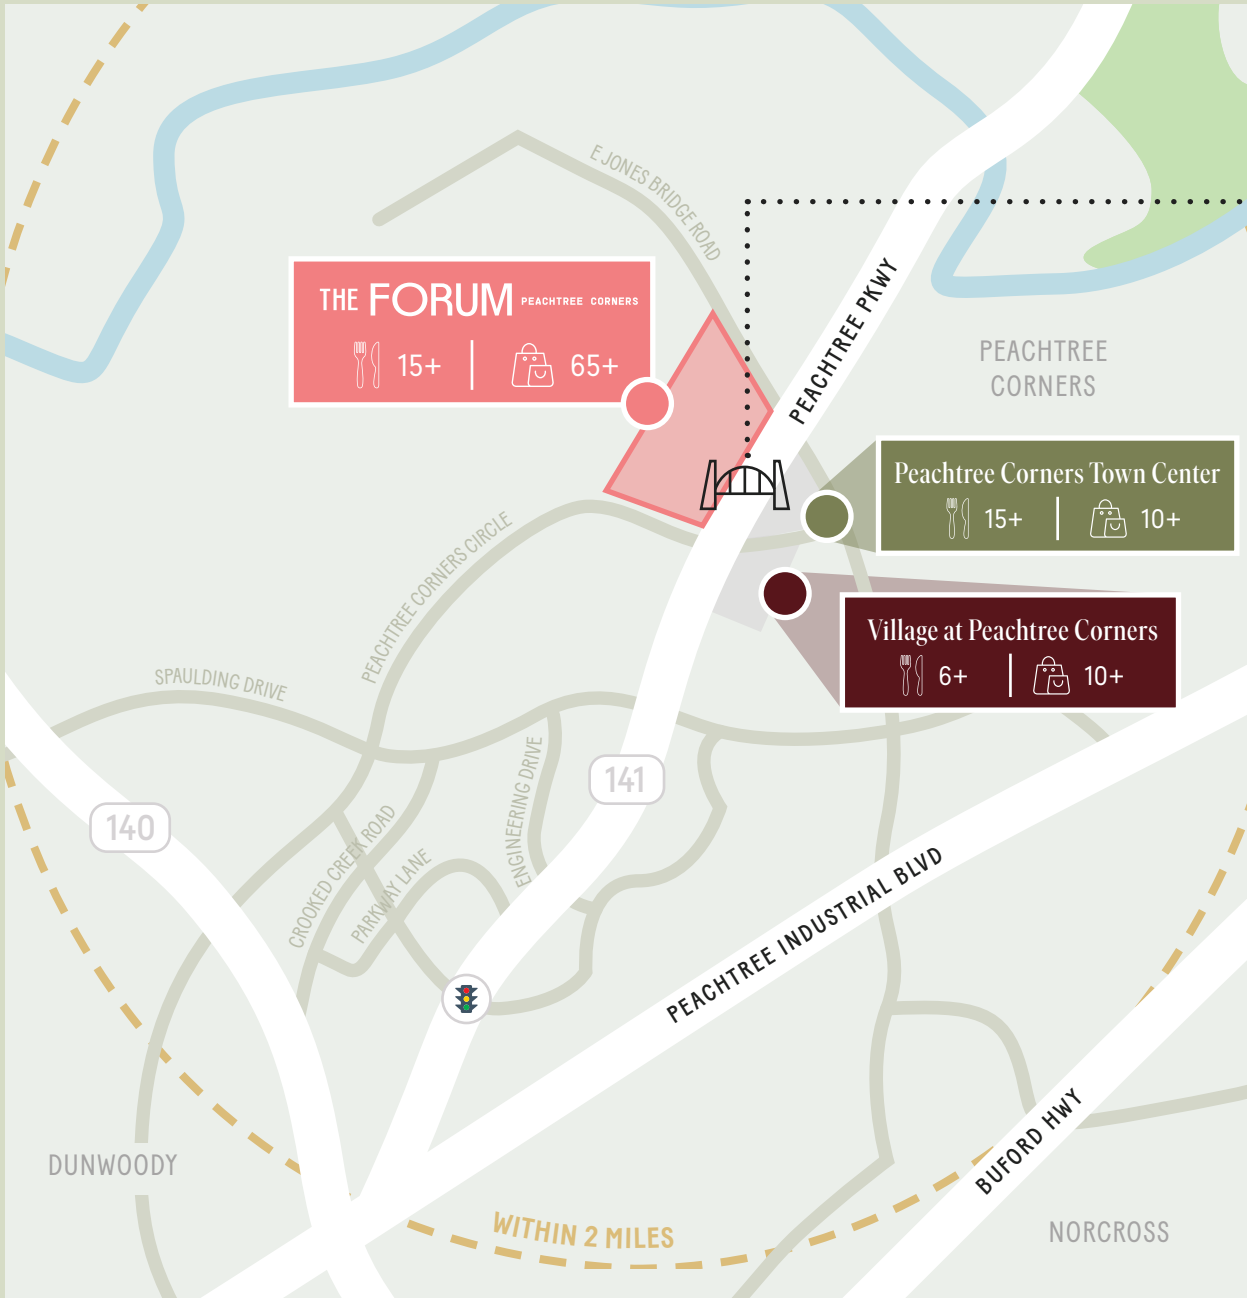 E JONES BRIDGE ROAD
THE FORUM PEACHTREE CORNERS
15+ 65+
PEACHTREE PKWY
PEACHTREE
CORNERS
Peachtree Corners Town Center
15+ 10+
PEACHTREE CORNERS CIRCLE
Village at Peachtree Corners
6+ 10+
SPAULDING DRIVE
ENGINEERING DRIVE
141
140
CROOKED CREEK ROAD
PARKWAY LANE
PEACHTREE INDUSTRIAL BLVD
BUFORD HWY
DUNWOODY
WITHIN 2 MILES
NORCROSS